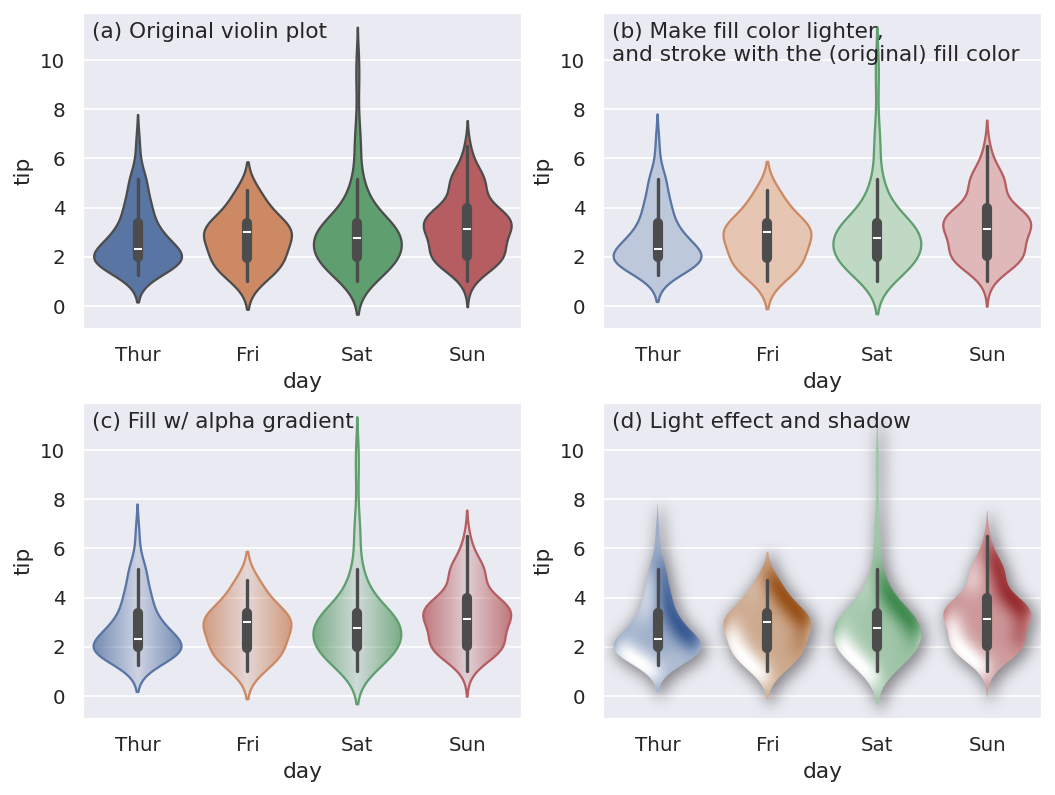 (a) Original violin plot
10
8
6
4
2
0
tip
Thur Fri Sat Sun
day
(b) Make fill color lighter,
and stroke with the (original) fill color
10
8
6
4
2
0
tip
Thur Fri Sat Sun
day
(c) Fill w/ alpha gradient
10
8
6
4
2
0
tip
Thur Fri Sat Sun
day
(d) Light effect and shadow
10
8
6
4
2
0
tip
Thur Fri Sat Sun
day